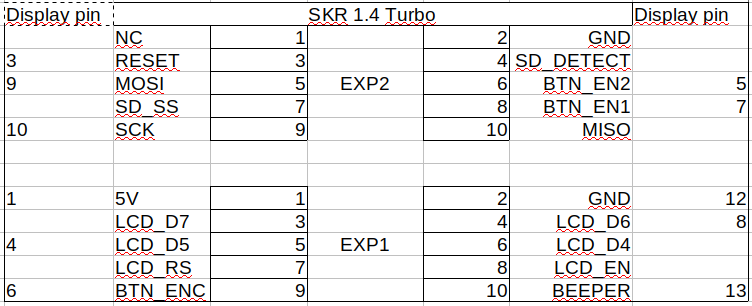 Display pin SKR 1.4 Turbo Display pin
NC 1 2 GND
3 RESET 3 4 SD_DETECT
9 MOSI 5 EXP2 6 BTN_EN2 5
SD_SS 7 8 BTN_EN1 7
10 SCK 9 10 MISO
1 5V 1 2 GND 12
LCD_D7 3 4 LCD_D6 8
4 LCD_D5 5 EXP1 6 LCD_D4
LCD_RS 7 8 LCD_EN
6 BTN_ENC 9 10 BEEPER 13